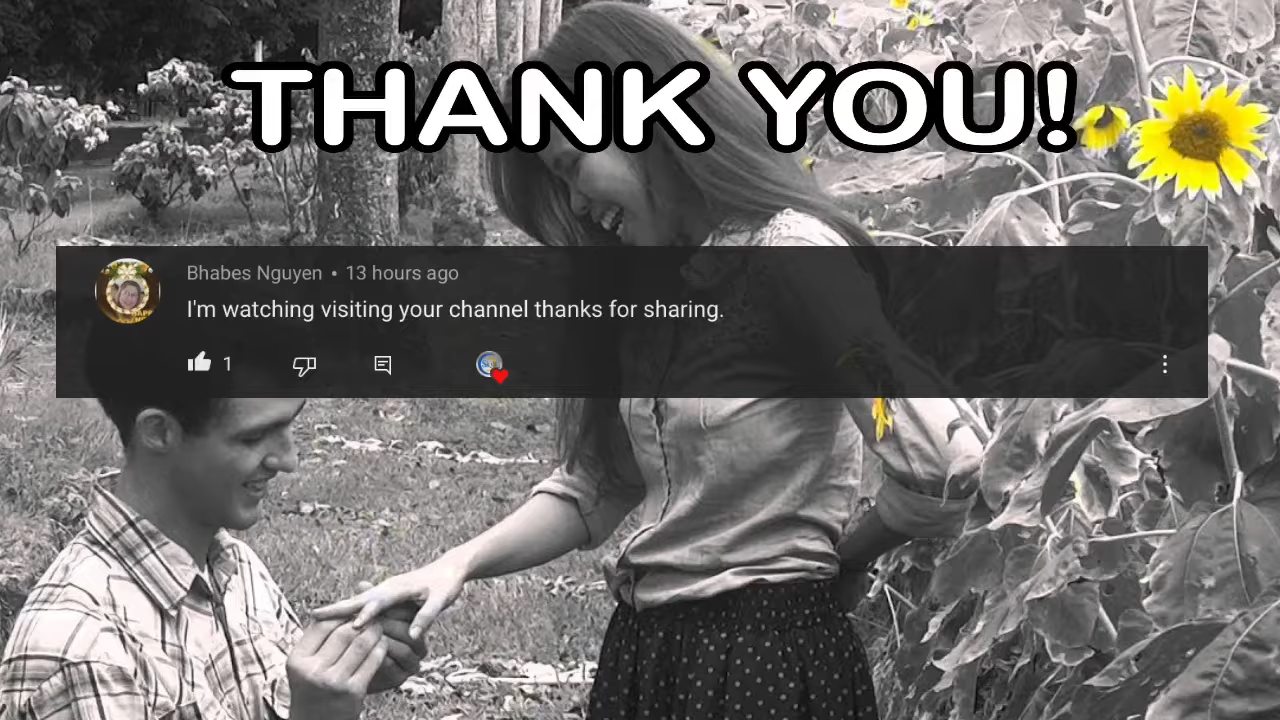 THANK YOU!
Bhabes Nguyen • 13 hours ago
I'm watching visiting your channel thanks for sharing.
1